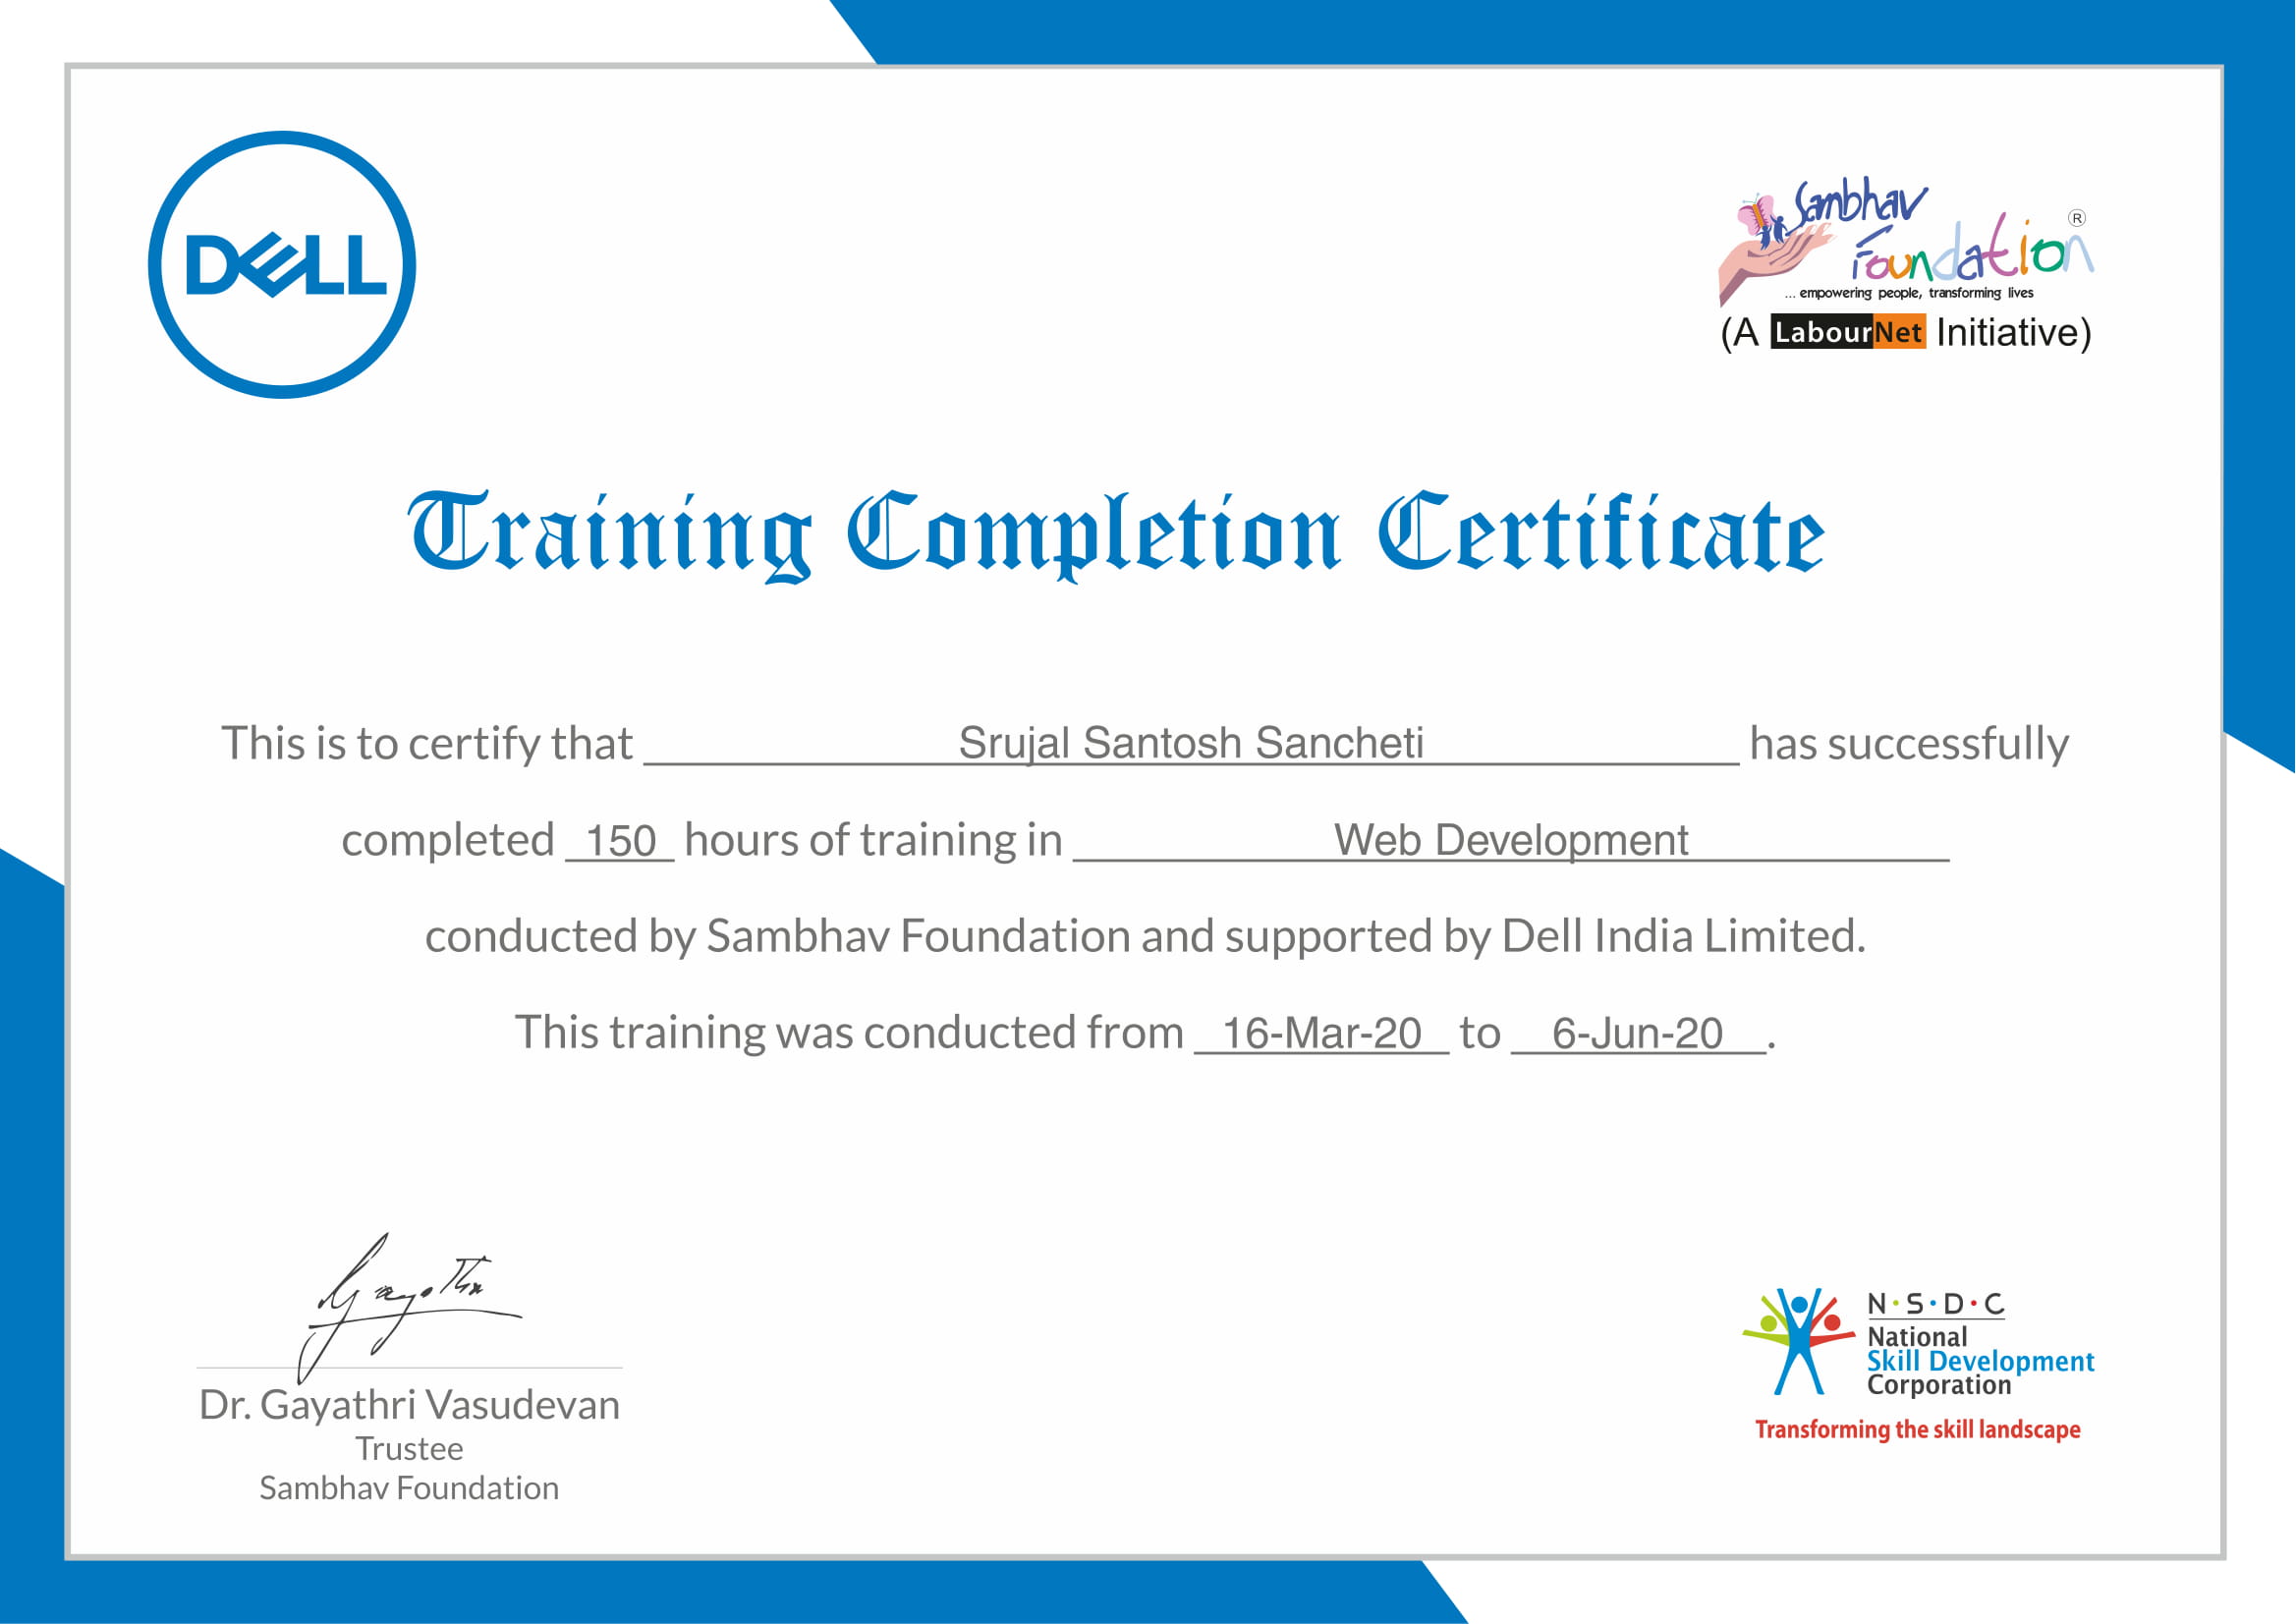 DELL
Sambhav
Foundation®
... empowering people, transforming lives
(A LabourNet Initiative)
Training Completion Certificate
This is to certify that Srujal Santosh Sancheti has successfully
completed 150 hours of training in Web Development
conducted by Sambhav Foundation and supported by Dell India Limited.
This training was conducted from 16-Mar-20 to 6-Jun-20.
Gayathri
Dr. Gayathri Vasudevan
Trustee
Sambhav Foundation
N·S·D·C
National
Skill Development
Corporation
Transforming the skill landscape